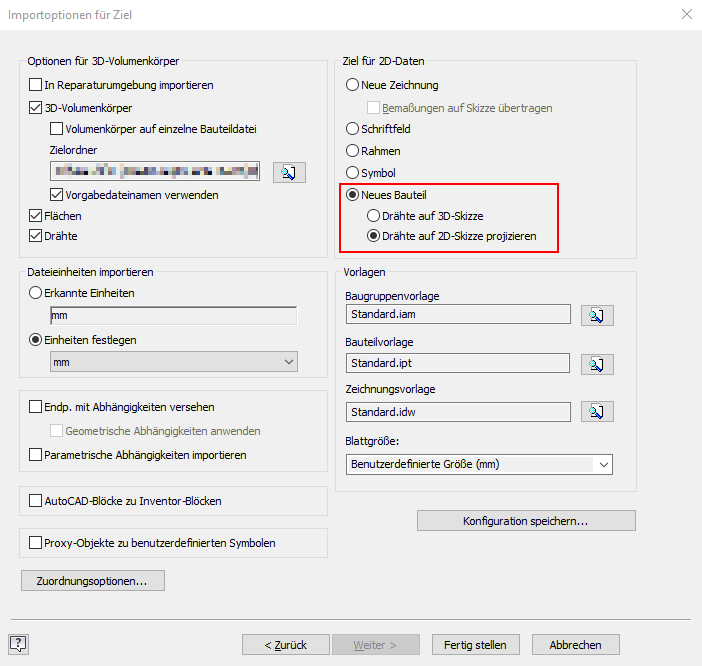 Importoptionen für Ziel
Optionen für 3D-Volumenkörper
In Reparaturumgebung importieren
3D-Volumenkörper
Volumenkörper auf einzelne Bauteildatei
Zielordner
Vorgabedateinamen verwenden
Flächen
Drähte
Dateieinheiten importieren
Erkannte Einheiten
mm
Einheiten festlegen
mm
Endp. mit Abhängigkeiten versehen
Geometrische Abhängigkeiten anwenden
Parametrische Abhängigkeiten importieren
AutoCAD-Blöcke zu Inventor-Blöcken
Proxy-Objekte zu benutzerdefinierten Symbolen
Zuordnungsoptionen...
Ziel für 2D-Daten
Neue Zeichnung
Bemaßungen auf Skizze übertragen
Schriftfeld
Rahmen
Symbol
Neues Bauteil
Drähte auf 3D-Skizze
Drähte auf 2D-Skizze projizieren
Vorlagen
Baugruppenvorlage
Standard.iam
Bauteilvorlage
Standard.ipt
Zeichnungsvorlage
Standard.idw
Blattgröße:
Benutzerdefinierte Größe (mm)
Konfiguration speichern...
?
< Zurück
Weiter >
Fertig stellen
Abbrechen